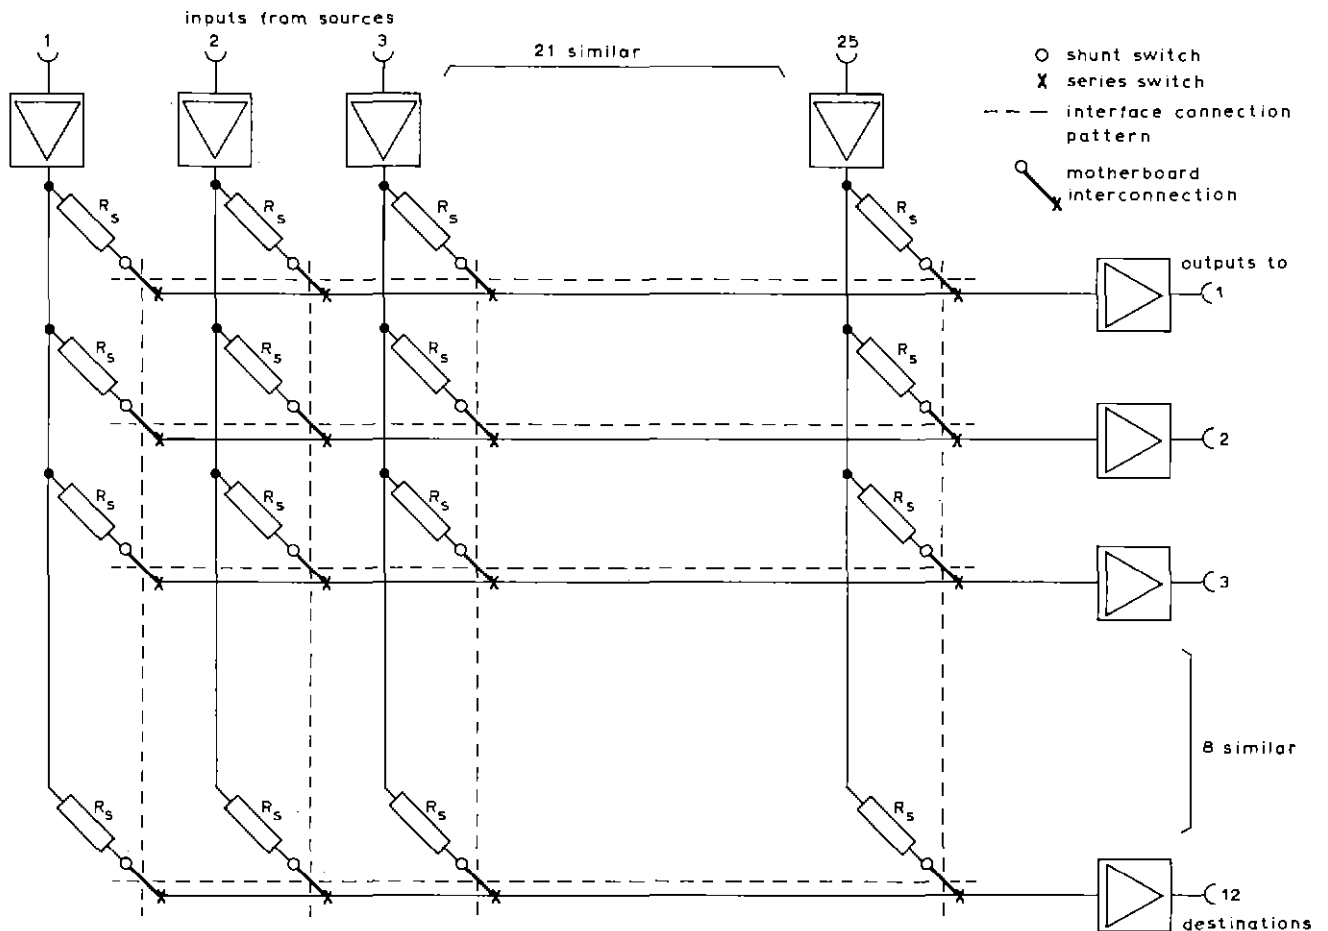 inputs from sources
1
2
3
21 similar
25
shunt switch
series switch
interface connection
pattern
motherboard
interconnection
Rs
Rs
Rs
Rs
outputs to
1
Rs
Rs
Rs
Rs
2
Rs
Rs
Rs
Rs
3
8 similar
Rs
Rs
Rs
Rs
12
destinations